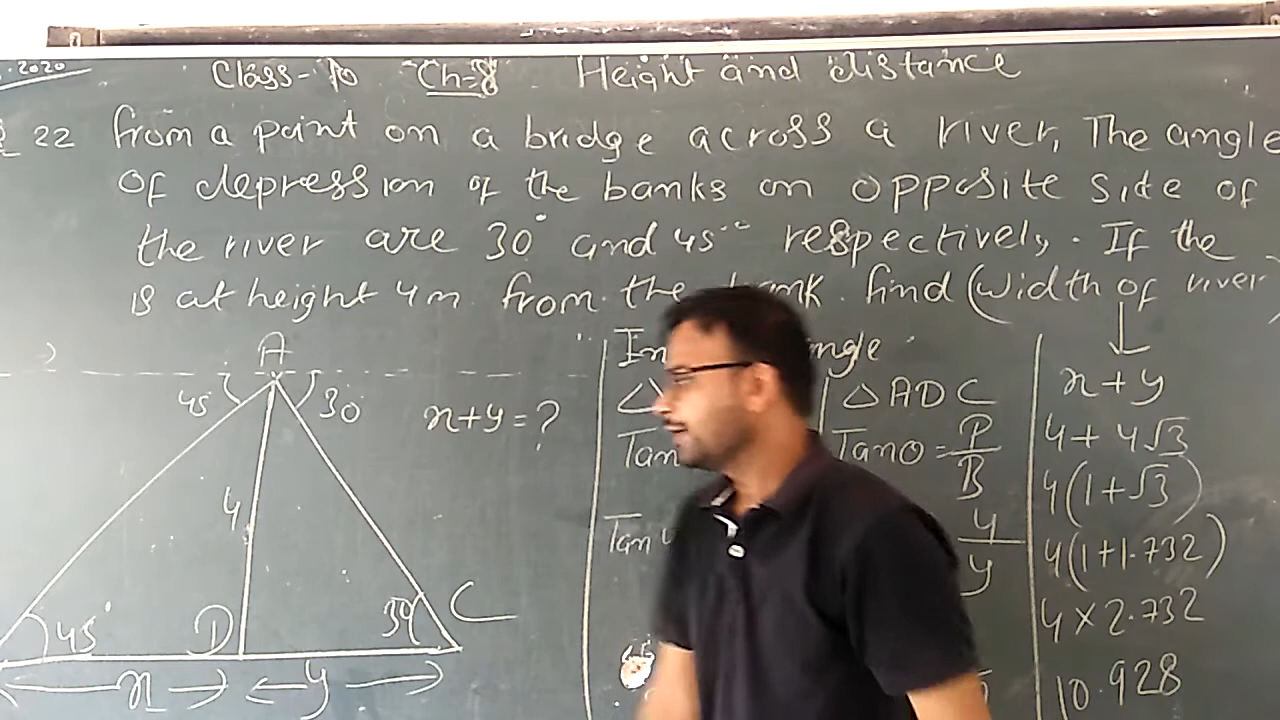 .2020
Class-10 Ch-8 Height and distance
22 from a point on a bridge across a river, The angle
of depression of the banks on opposite side of
the river are 30° and 45° respectively. If the
is at height 4m from the bank. find (width of river)
A
45 30
x+y=?
4
45° D 30 C
x y
In
△
Tan
Tan
△ADC
Tanθ = P/B
4/y
x+y
4+4√3
4(1+√3)
4(1+1.732)
4×2.732
10.928